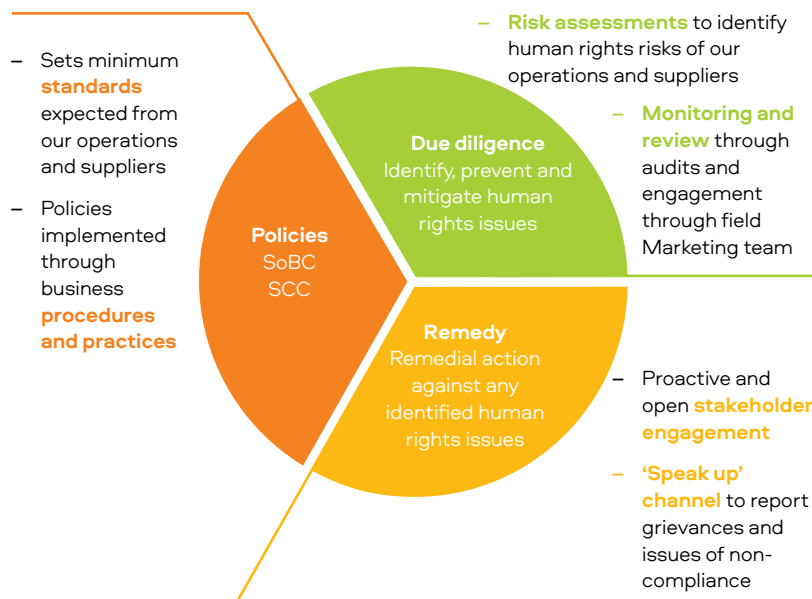 – Sets minimum
standards
expected from
our operations
and suppliers
– Policies
implemented
through
business
procedures
and practices
Policies
SoBC
SCC
– Risk assessments to identify
human rights risks of our
operations and suppliers
– Monitoring and
review through
audits and
engagement
through field
Marketing team
Due diligence
Identify, prevent and
mitigate human
rights issues
Remedy
Remedial action
against any
identified human
rights issues
– Proactive and
open stakeholder
engagement
– ‘Speak up’
channel to report
grievances and
issues of non-
compliance